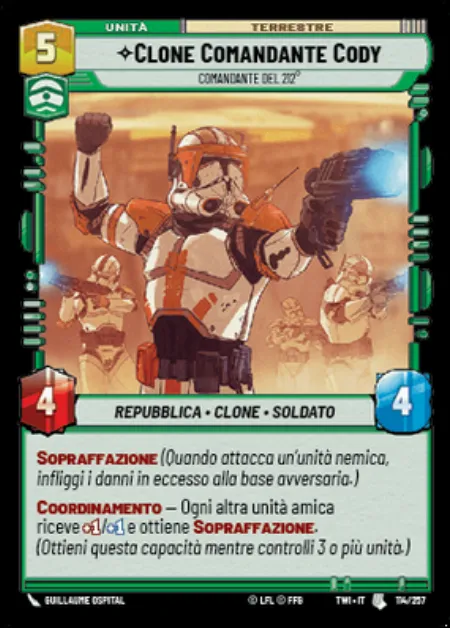 UNITÀ
TERRESTRE
5
✧CLONE COMANDANTE CODY
COMANDANTE DEL 212°
4
4
REPUBBLICA • CLONE • SOLDATO
SOPRAFFAZIONE (Quando attacca un'unità nemica,
infliggi i danni in eccesso alla base avversaria.)
COORDINAMENTO – Ogni altra unità amica
riceve +1/+1 e ottiene SOPRAFFAZIONE.
(Ottieni questa capacità mentre controlli 3 o più unità.)
GUILLAUME OSPITAL
© LFL © FFG
TWI • IT
114/257